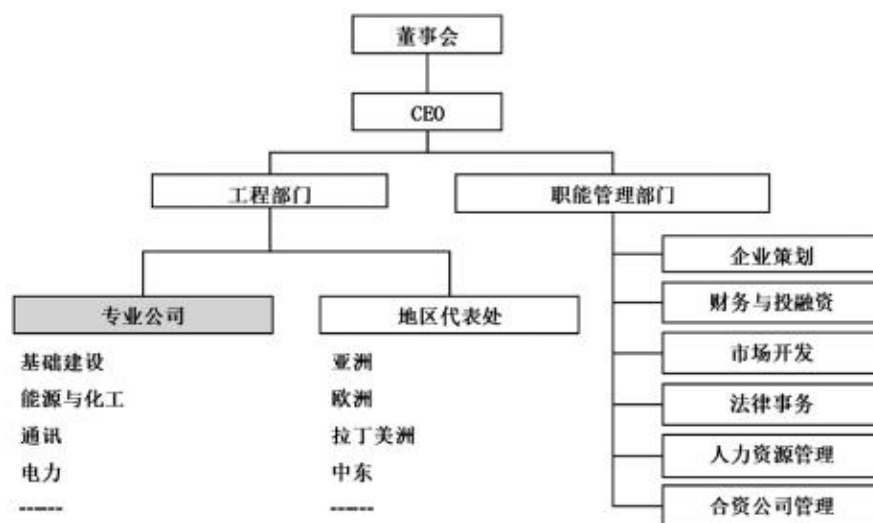 董事会
CEO
工程部门
职能管理部门
企业策划
财务与投融资
市场开发
法律事务
人力资源管理
合资公司管理
专业公司
基础建设
能源与化工
通讯
电力
------
地区代表处
亚洲
欧洲
拉丁美洲
中东
------